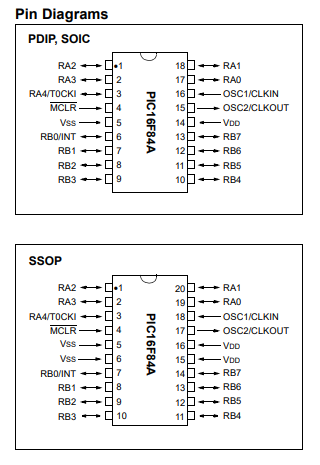 Pin Diagrams
PDIP, SOIC
RA2 •1 18 RA1
RA3 2 17 RA0
RA4/T0CKI 3 16 OSC1/CLKIN
MCLR 4 15 OSC2/CLKOUT
VSS 5 14 VDD
RB0/INT 6 13 RB7
RB1 7 12 RB6
RB2 8 11 RB5
RB3 9 10 RB4
PIC16F84A
SSOP
RA2 •1 20 RA1
RA3 2 19 RA0
RA4/T0CKI 3 18 OSC1/CLKIN
MCLR 4 17 OSC2/CLKOUT
VSS 5 16 VDD
VSS 6 15 VDD
RB0/INT 7 14 RB7
RB1 8 13 RB6
RB2 9 12 RB5
RB3 10 11 RB4
PIC16F84A